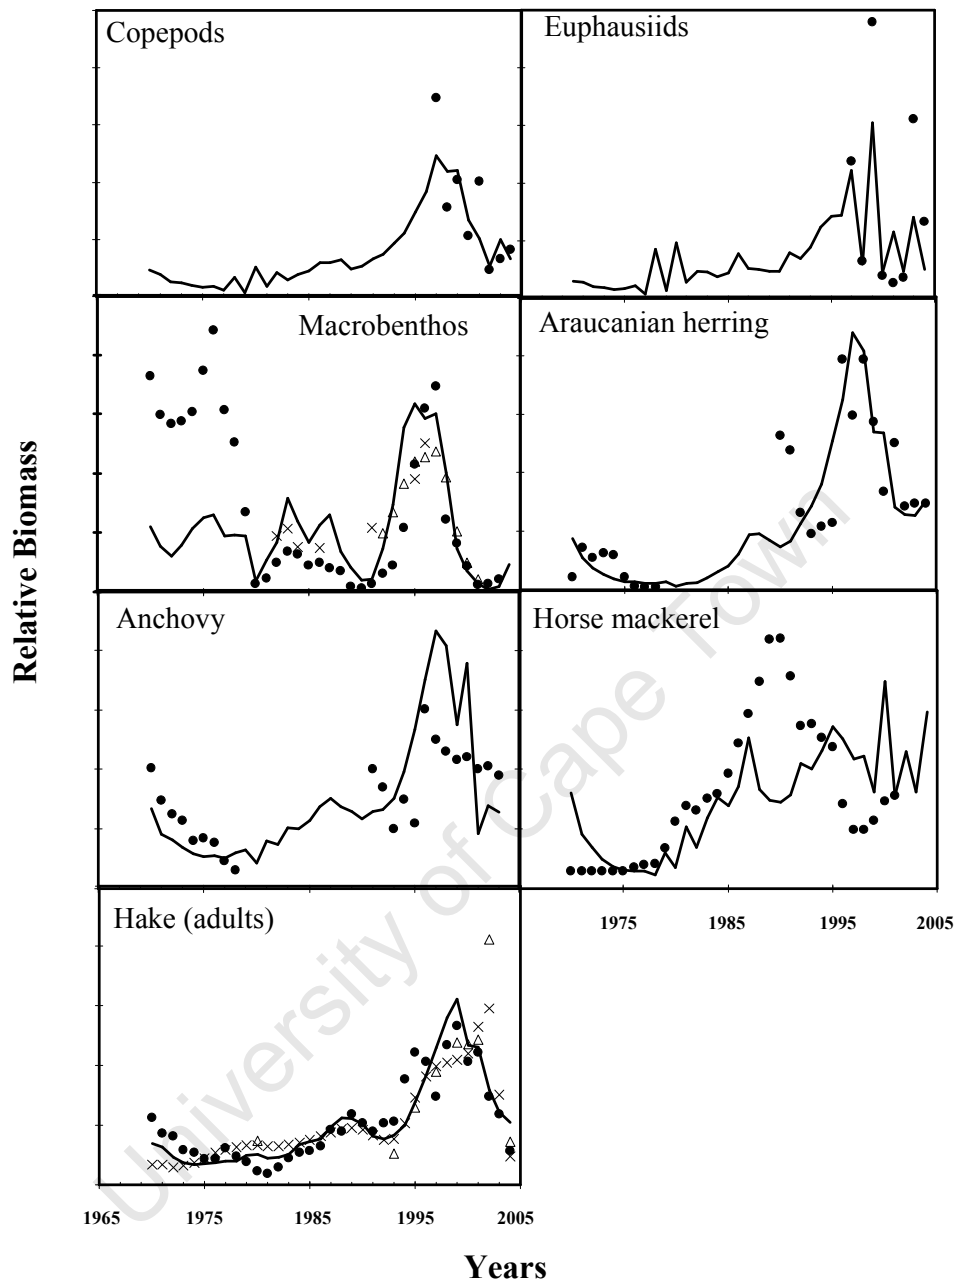 Copepods
Euphausiids
Macrobenthos
Araucanian herring
Anchovy
Horse mackerel
Hake (adults)
Relative Biomass
1975 1985 1995 2005
1965 1975 1985 1995 2005
Years
University of Cape Town